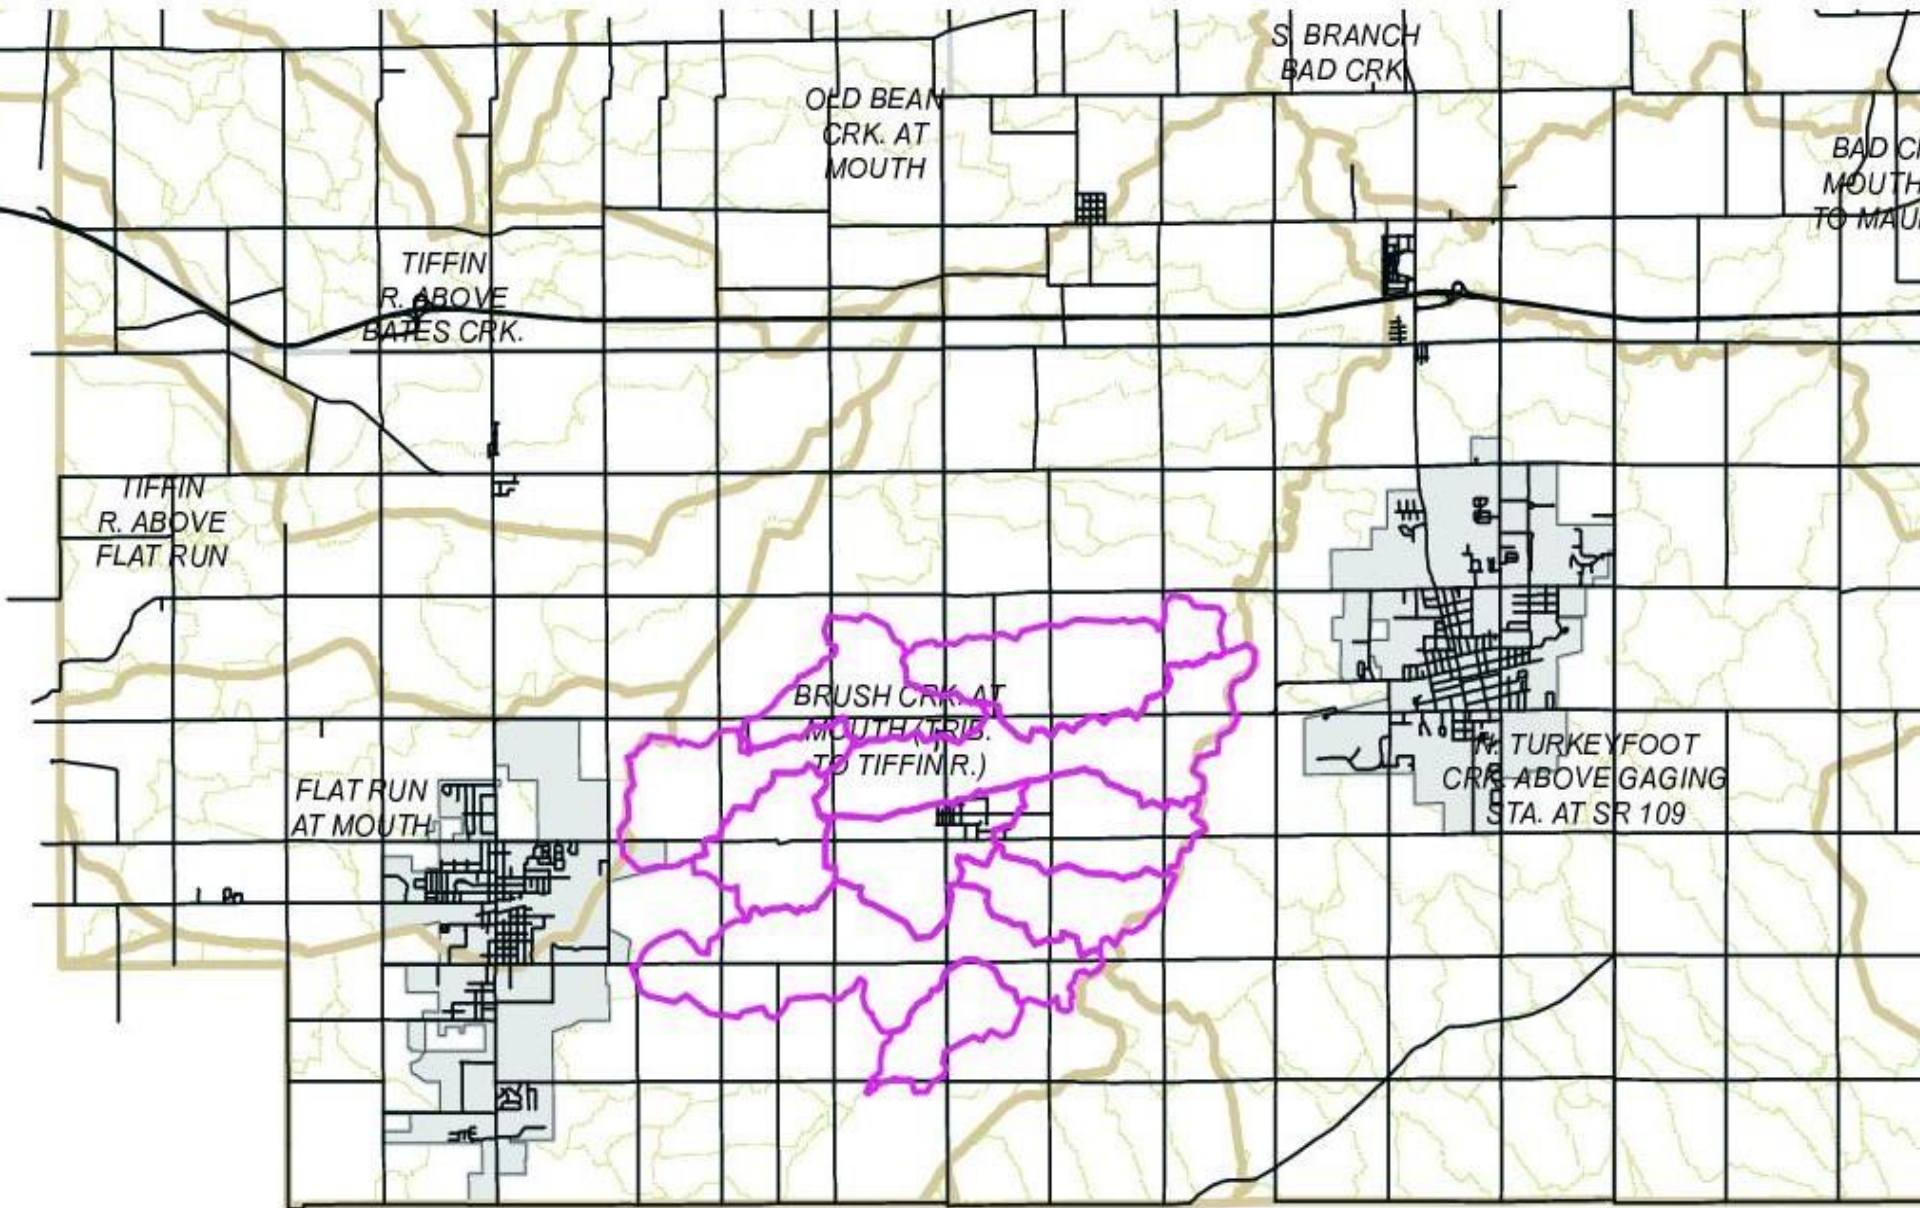 S. BRANCH
BAD CRK.
OLD BEAN
CRK. AT
MOUTH
BAD
MOUTH
TO
TIFFIN
R. ABOVE
BATES CRK.
TIFFIN
R. ABOVE
FLAT RUN
BRUSH CRK. AT
MOUTH (TRIB.
TO TIFFIN R.)
FLAT RUN
AT MOUTH
N. TURKEYFOOT
CRK. ABOVE GAGING
STA. AT SR 109